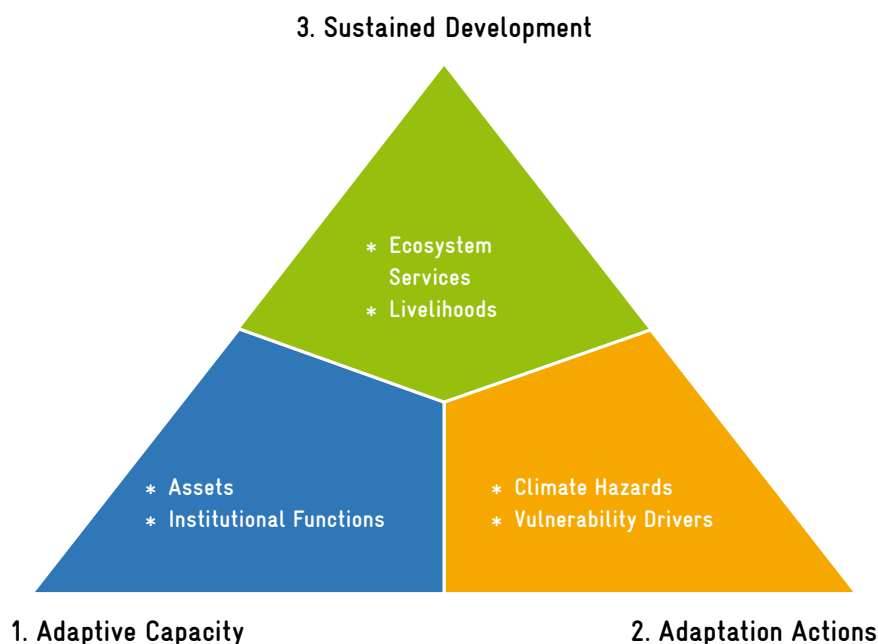 3. Sustained Development
* Ecosystem
Services
* Livelihoods
* Assets
* Institutional Functions
* Climate Hazards
* Vulnerability Drivers
1. Adaptive Capacity
2. Adaptation Actions